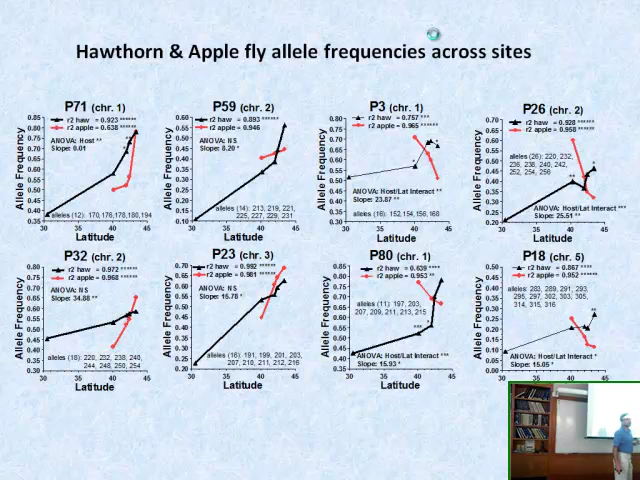 Hawthorn & Apple fly allele frequencies across sites
P71 (chr. 1)
r2 haw = 0.923 ******
r2 apple = 0.638 ******
ANOVA: Host **
Slope: 0.01
alleles (12): 170,176,178,180,194
Allele Frequency
Latitude
P59 (chr. 2)
r2 haw = 0.893 ******
r2 apple = 0.946
ANOVA: NS
Slope: 8.20 *
alleles (14): 213, 219, 221,
225, 227, 229, 231
Allele Frequency
Latitude
P3 (chr. 1)
r2 haw = 0.757 ***
r2 apple = 0.965 ******
ANOVA: Host/Lat Interact **
Slope: 23.87 **
alleles (16): 152,154,158,168
Allele Frequency
Latitude
P26 (chr. 2)
r2 haw = 0.928 ******
r2 apple = 0.958 ******
alleles (26): 220, 232,
236, 238, 240, 242,
252, 254, 256
ANOVA: Host/Lat Interact ***
Slope: 25.51 **
Allele Frequency
Latitude
P32 (chr. 2)
r2 haw = 0.972 ******
r2 apple = 0.968 ******
ANOVA: NS
Slope: 34.88 **
alleles (18): 220, 232, 238, 240,
244, 248, 250, 254
Allele Frequency
Latitude
P23 (chr. 3)
r2 haw = 0.992 ******
r2 apple = 0.981 ******
ANOVA: NS
Slope: 15.78 *
alleles (16): 191, 199, 201, 203,
207, 210, 211, 212, 216
Allele Frequency
Latitude
P80 (chr. 1)
r2 haw = 0.639 ****
r2 apple = 0.953 **
alleles (11): 197, 203,
207, 209, 211, 213, 215
ANOVA: Host/Lat Interact ***
Slope: 15.93 *
Allele Frequency
Latitude
P18 (chr. 5)
r2 haw = 0.867 ****
r2 apple = 0.952 ******
alleles: 283, 289, 291, 293,
295, 297, 302, 303, 305,
314, 315, 316
ANOVA: Host/Lat Interact *
Slope: 15.05 *
Allele Frequency
Latitude